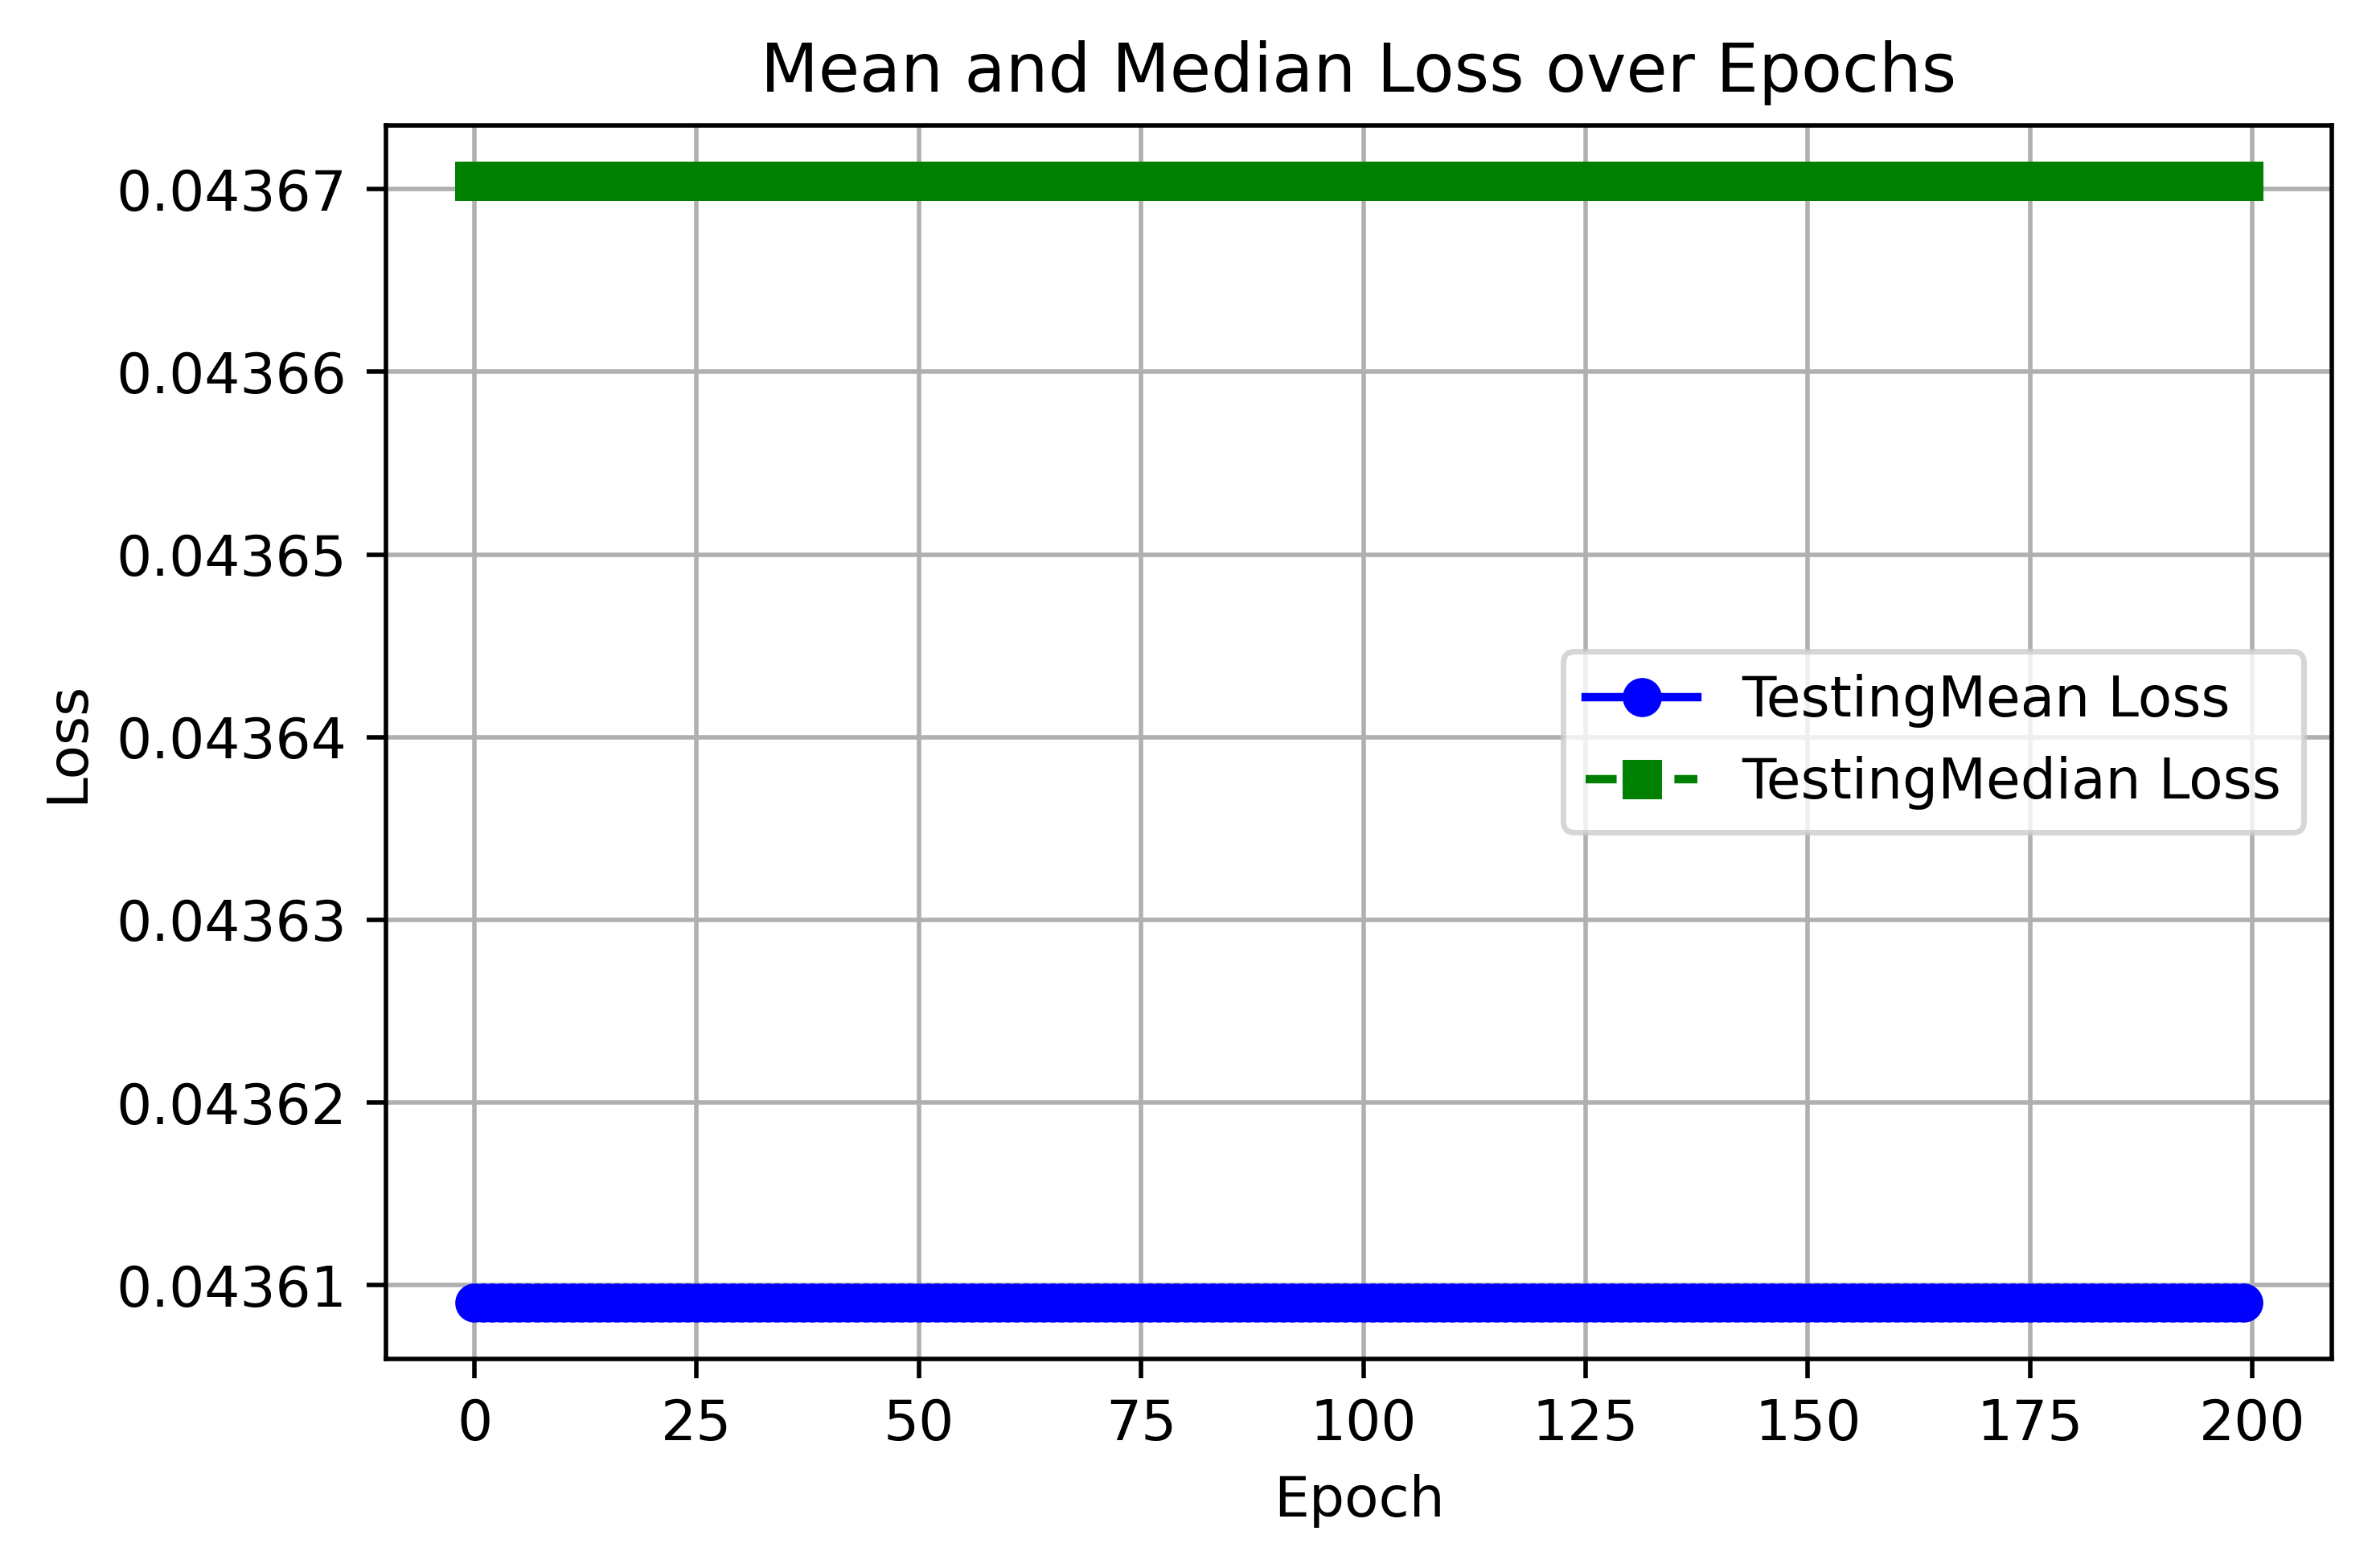 Mean and Median Loss over Epochs
Loss
0.04367
0.04366
0.04365
0.04364
0.04363
0.04362
0.04361
TestingMean Loss
TestingMedian Loss
0 25 50 75 100 125 150 175 200
Epoch